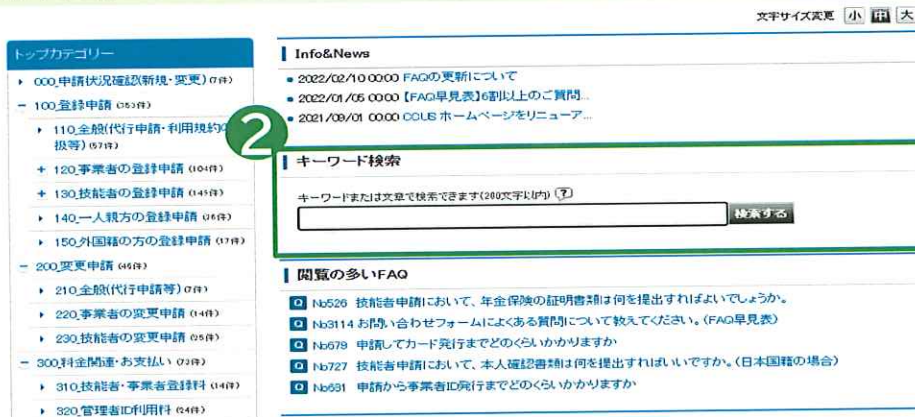 文字サイズ変更 小 中 大
トップカテゴリー
000_申請状況確認(新規・変更) (7件)
100_登録申請 (353件)
110_全般(代行申請・利用規約の
扱等) (57件)
120_事業者の登録申請 (104件)
130_技能者の登録申請 (145件)
140_一人親方の登録申請 (26件)
150_外国籍の方の登録申請 (17件)
200_変更申請 (46件)
210_全般(代行申請等) (7件)
220_事業者の変更申請 (14件)
230_技能者の変更申請 (25件)
300_料金関連・お支払い (73件)
310_技能者・事業者登録料 (14件)
320_管理者ID利用料 (24件)
Info&News
2022/02/10 00:00 FAQの更新について
2022/01/05 00:00 【FAQ早見表】6割以上のご質問...
2021/09/01 00:00 CCUS ホームページをリニューア...
2
キーワード検索
キーワードまたは文章で検索できます(200文字以内) ?
検索する
閲覧の多いFAQ
Q No526 技能者申請において、年金保険の証明書類は何を提出すればよいでしょうか。
Q No3114 お問い合わせフォームによくある質問について教えてください。(FAQ早見表)
Q No679 申請してカード発行までどのくらいかかりますか
Q No727 技能者申請において、本人確認書類は何を提出すればいいですか。(日本国籍の場合)
Q No691 申請から事業者ID発行までどのくらいかかりますか